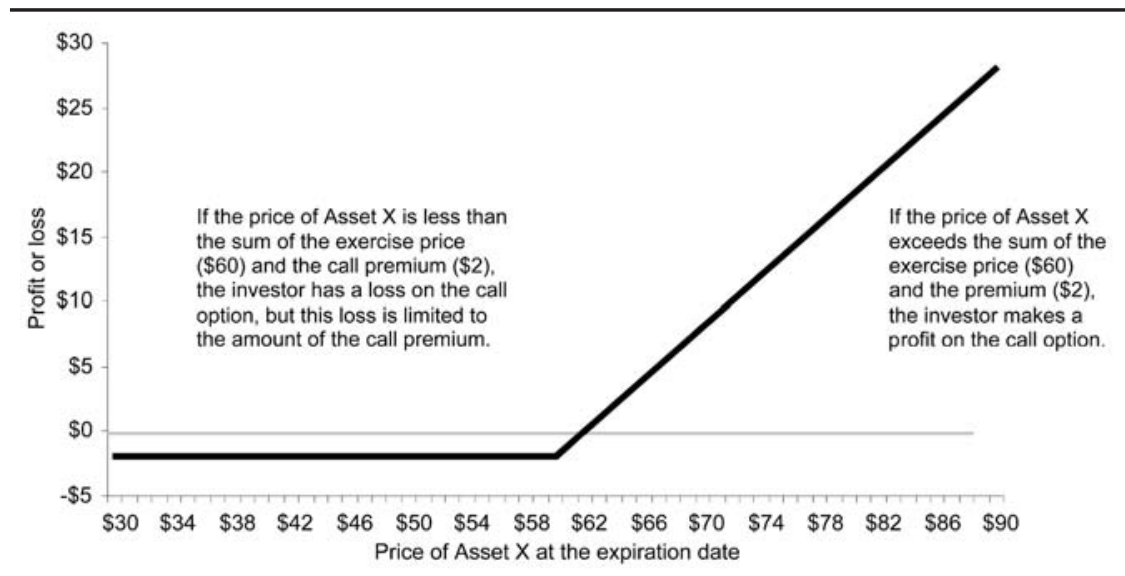 $30
$25
$20
$15
$10
$5
$0
-$5
Profit or loss
If the price of Asset X is less than
the sum of the exercise price
($60) and the call premium ($2),
the investor has a loss on the call
option, but this loss is limited to
the amount of the call premium.
If the price of Asset X
exceeds the sum of the
exercise price ($60)
and the premium ($2),
the investor makes a
profit on the call option.
$30 $34 $38 $42 $46 $50 $54 $58 $62 $66 $70 $74 $78 $82 $86 $90
Price of Asset X at the expiration date